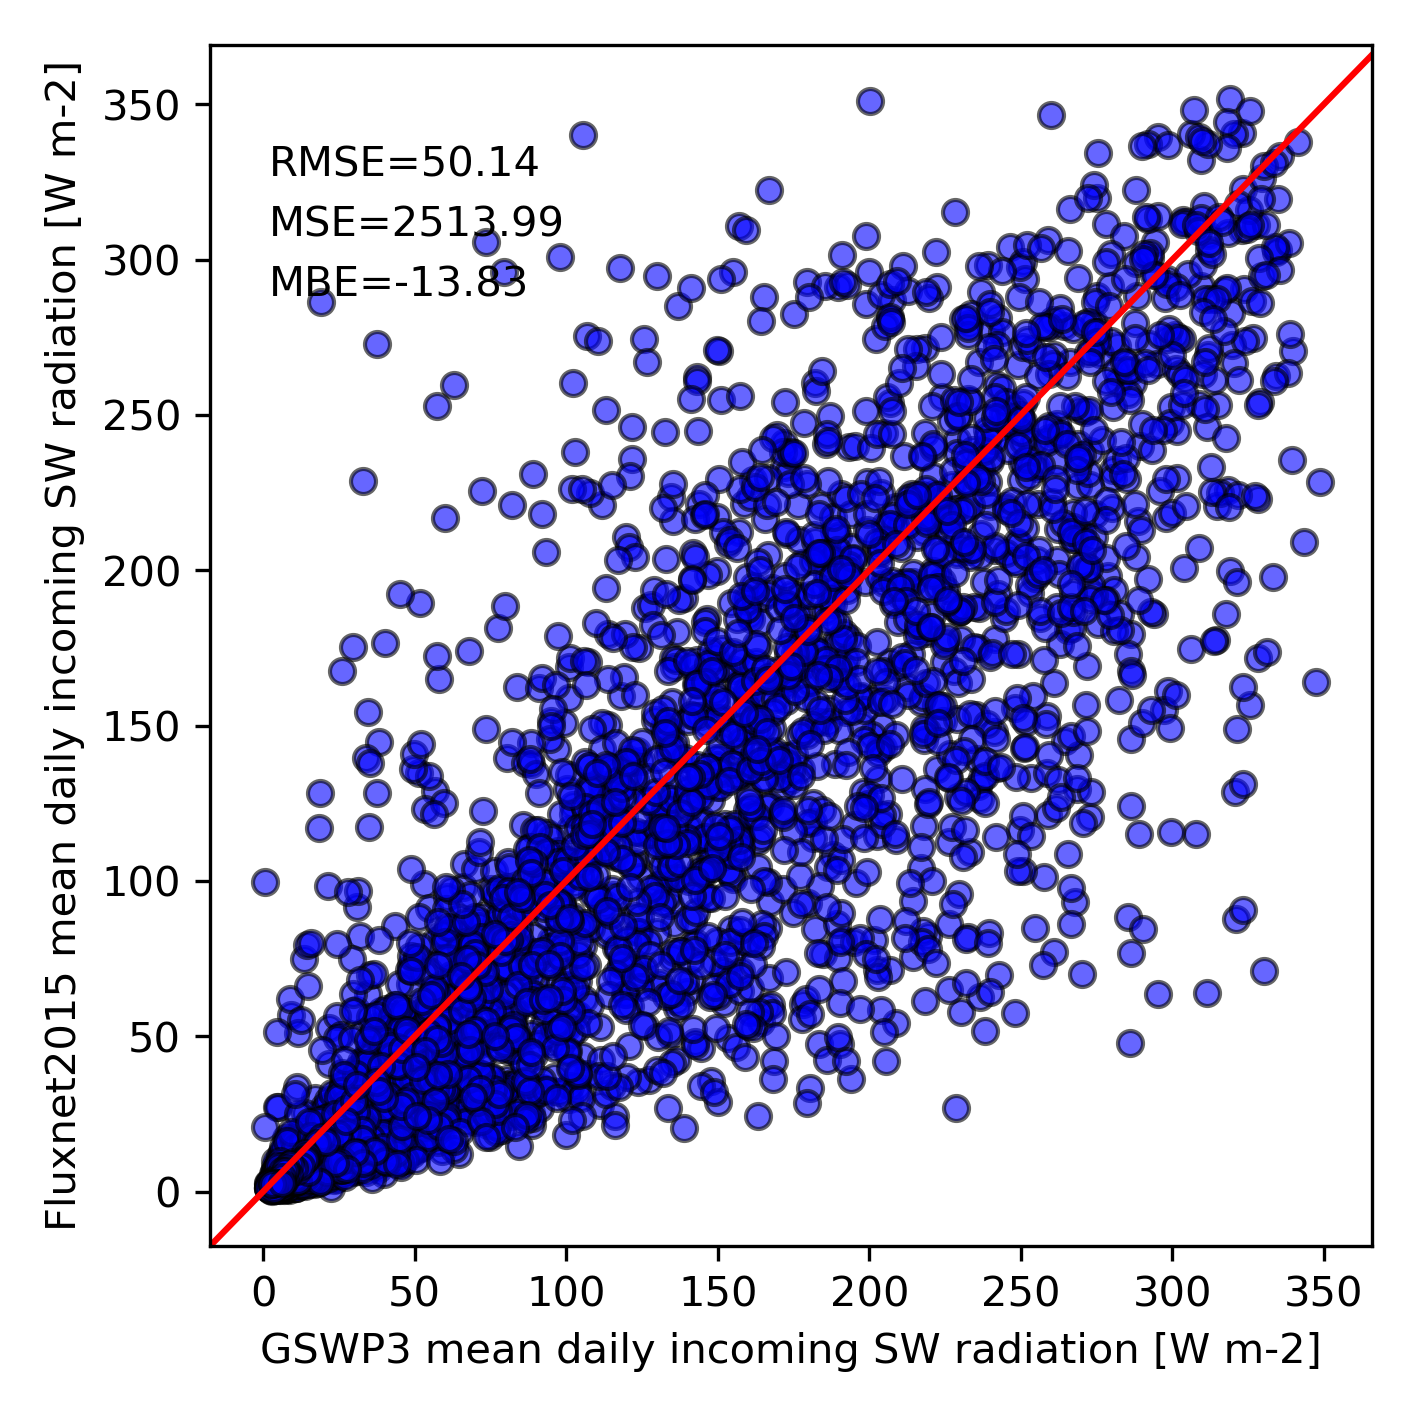 RMSE=50.14
MSE=2513.99
MBE=-13.83
Fluxnet2015 mean daily incoming SW radiation [W m-2]
350
300
250
200
150
100
50
0
0 50 100 150 200 250 300 350
GSWP3 mean daily incoming SW radiation [W m-2]